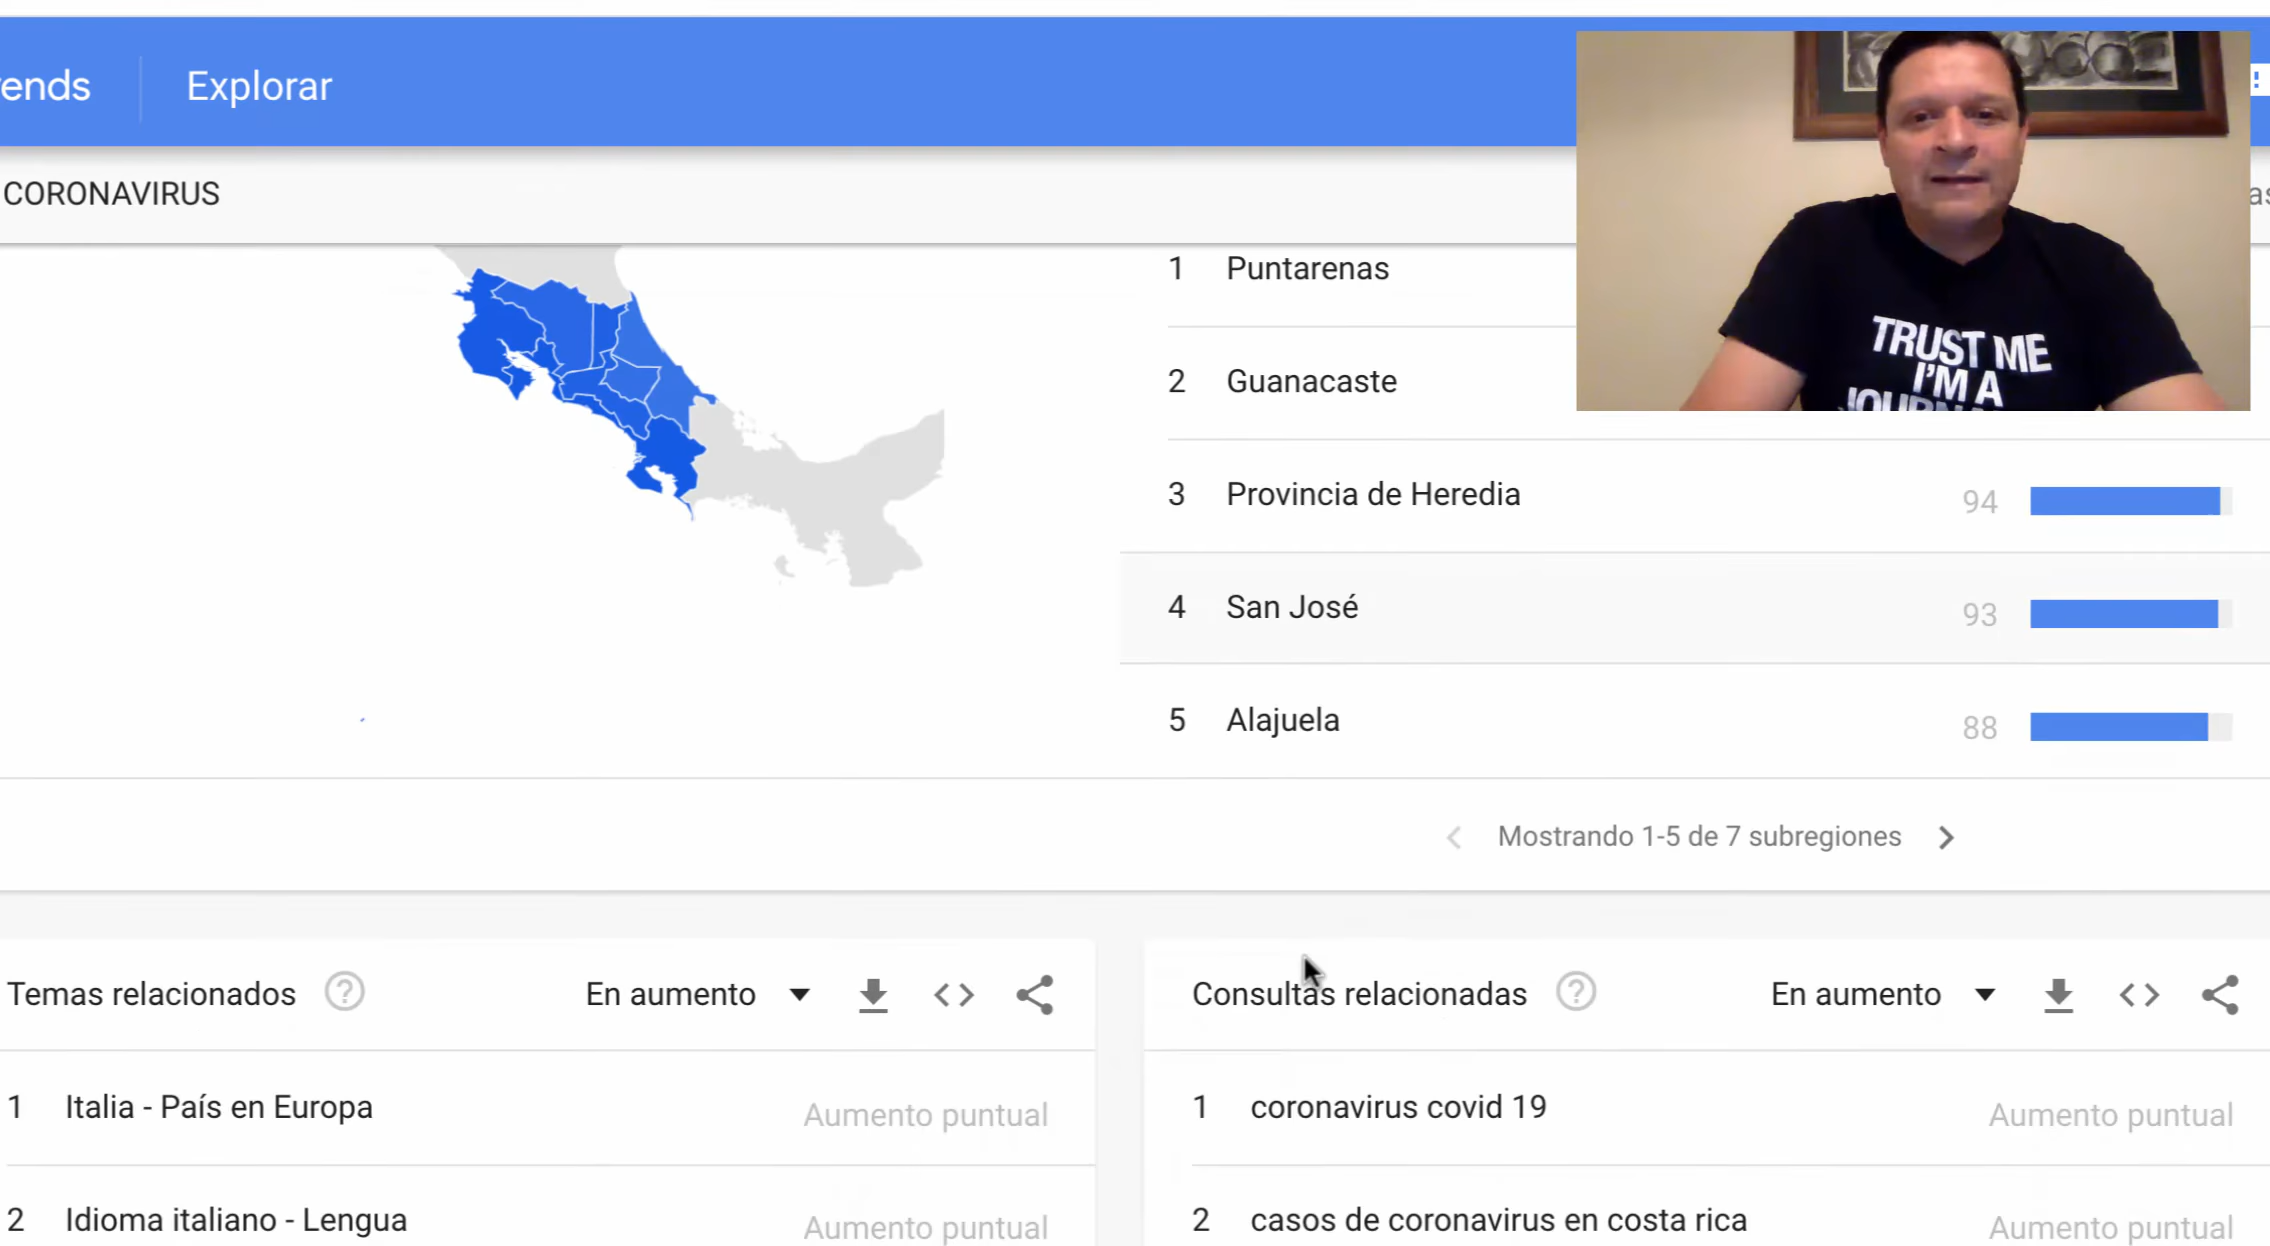 ends
Explorar
CORONAVIRUS
TRUST ME
I'M A
1 Puntarenas
2 Guanacaste
3 Provincia de Heredia 94
4 San José 93
5 Alajuela 88
Mostrando 1-5 de 7 subregiones
Temas relacionados
En aumento
1 Italia - País en Europa Aumento puntual
2 Idioma italiano - Lengua Aumento puntual
Consultas relacionadas
En aumento
1 coronavirus covid 19 Aumento puntual
2 casos de coronavirus en costa rica Aumento puntual